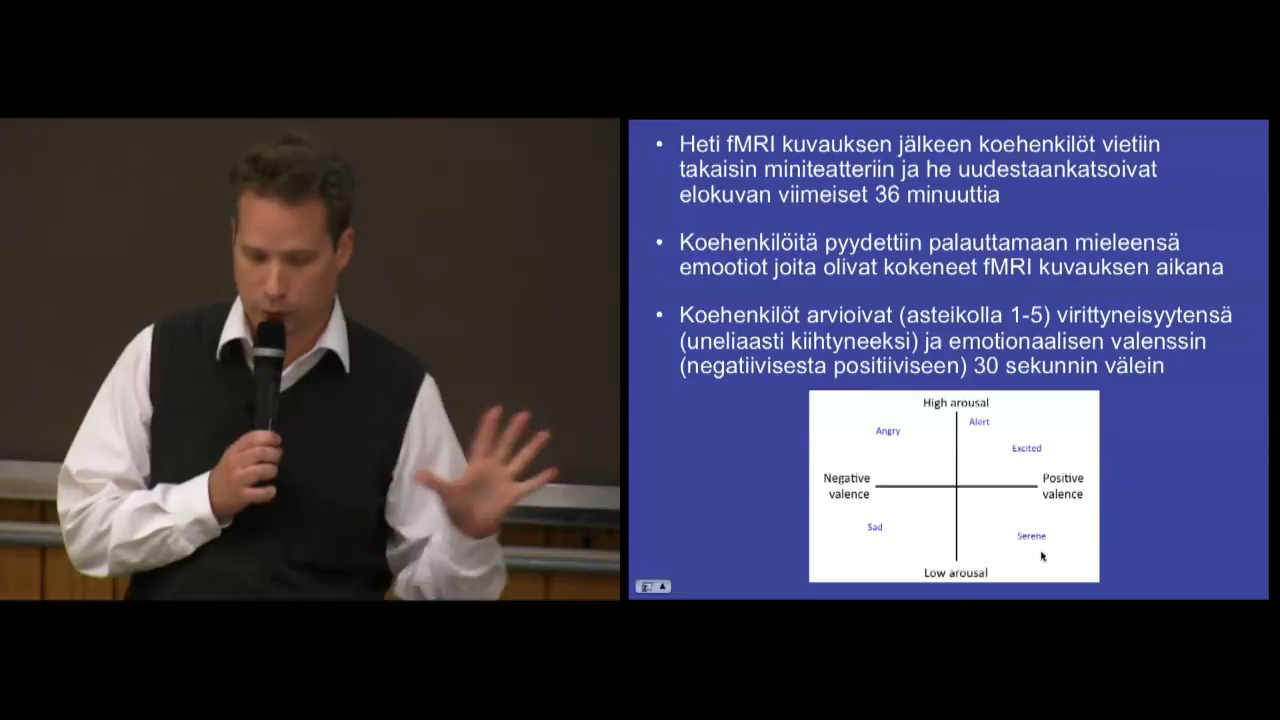 • Heti fMRI kuvauksen jälkeen koehenkilöt vietiin
takaisin miniteatteriin ja he uudestaankatsoivat
elokuvan viimeiset 36 minuuttia
• Koehenkilöitä pyydettiin palauttamaan mieleensä
emootiot joita olivat kokeneet fMRI kuvauksen aikana
• Koehenkilöt arvioivat (asteikolla 1-5) virittyneisyytensä
(uneliaasti kiihtyneeksi) ja emotionaalisen valenssin
(negatiivisesta positiiviseen) 30 sekunnin välein
High arousal
Angry
Alert
Excited
Negative
valence
Positive
valence
Sad
Serene
Low arousal